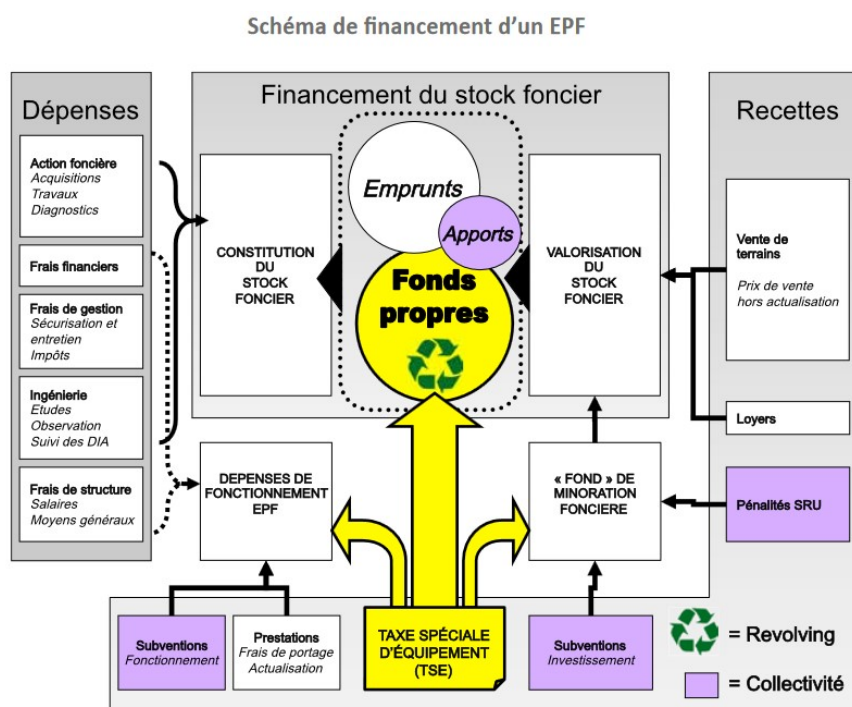 Schéma de financement d'un EPF
Dépenses
Action foncière
Acquisitions
Travaux
Diagnostics
Frais financiers
Frais de gestion
Sécurisation et
entretien
Impôts
Ingénierie
Etudes
Observation
Suivi des DIA
Frais de structure
Salaires
Moyens généraux
Financement du stock foncier
CONSTITUTION
DU
STOCK
FONCIER
Emprunts
Apports
Fonds
propres
VALORISATION
DU
STOCK
FONCIER
DEPENSES DE
FONCTIONNEMENT
EPF
« FOND » DE
MINORATION
FONCIERE
Recettes
Vente de
terrains
Prix de vente
hors actualisation
Loyers
Pénalités SRU
Subventions
Fonctionnement
Prestations
Frais de portage
Actualisation
TAXE SPÉCIALE
D'ÉQUIPEMENT
(TSE)
Subventions
Investissement
= Revolving
= Collectivité